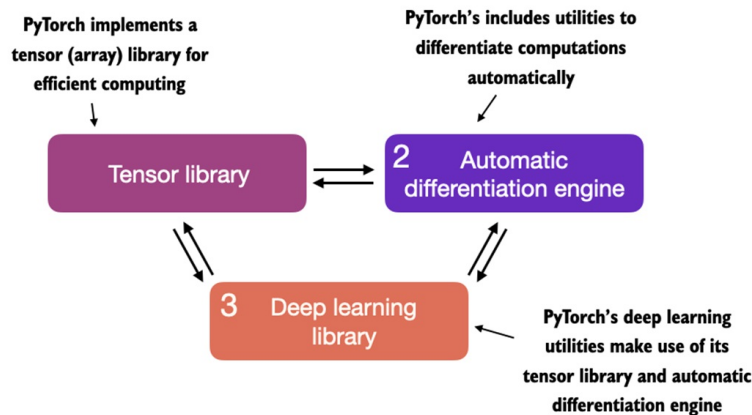 PyTorch implements a
tensor (array) library for
efficient computing
PyTorch's includes utilities to
differentiate computations
automatically
Tensor library
2
Automatic
differentiation engine
3
Deep learning
library
PyTorch's deep learning
utilities make use of its
tensor library and automatic
differentiation engine